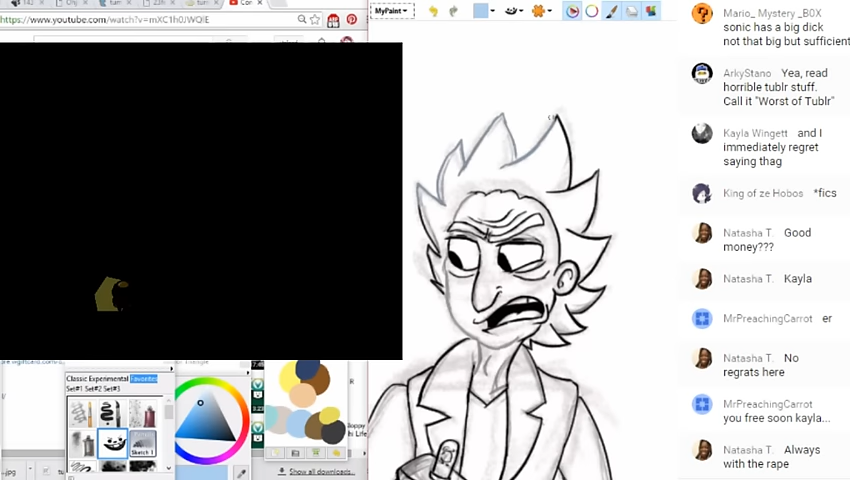 https://www.youtube.com/watch?v=mXC1h0JWQIE
MyPaint
Mario_ Mystery _B0X
sonic has a big dick
not that big but sufficient
ArkyStano Yea, read
horrible tublr stuff.
Call it "Worst of Tublr"
Kayla Wingett and I
immediately regret
saying thag
King of ze Hobos *fics
Natasha T. Good
money???
Natasha T. Kayla
MrPreachingCarrot er
Natasha T. No
regrats here
MrPreachingCarrot
you free soon kayla...
Natasha T. Always
with the rape
Classic Experimental Favorites
Set#1 Set#2 Set#3
Sketch 1
Show all downloads...